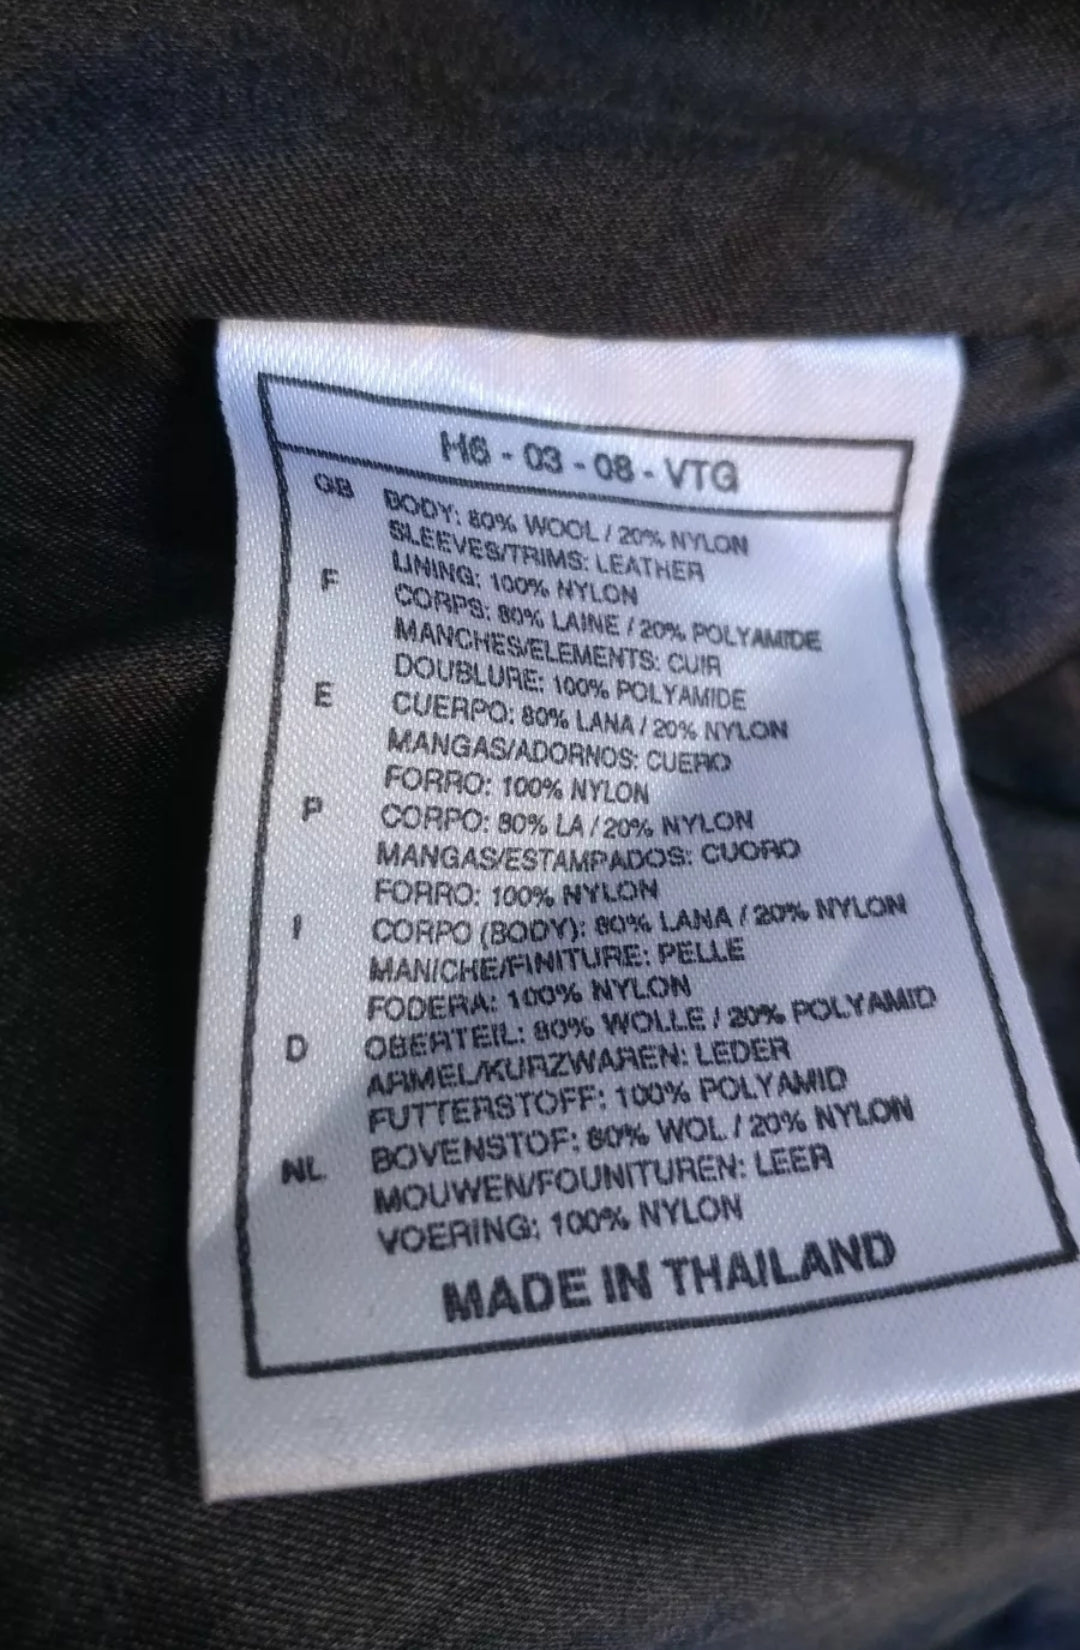 H6 - 03 - 08 - VTG
GB BODY: 80% WOOL / 20% NYLON
SLEEVES/TRIMS: LEATHER
LINING: 100% NYLON
F CORPS: 80% LAINE / 20% POLYAMIDE
MANCHES/ELEMENTS: CUIR
DOUBLURE: 100% POLYAMIDE
E CUERPO: 80% LANA / 20% NYLON
MANGAS/ADORNOS: CUERO
FORRO: 100% NYLON
P CORPO: 80% LA / 20% NYLON
MANGAS/ESTAMPADOS: CUORO
FORRO: 100% NYLON
I CORPO (BODY): 80% LANA / 20% NYLON
MANICHE/FINITURE: PELLE
FODERA: 100% NYLON
D OBERTEIL: 80% WOLLE / 20% POLYAMID
ARMEL/KURZWAREN: LEDER
FUTTERSTOFF: 100% POLYAMID
NL BOVENSTOF: 80% WOL / 20% NYLON
MOUWEN/FOUNITUREN: LEER
VOERING: 100% NYLON
MADE IN THAILAND